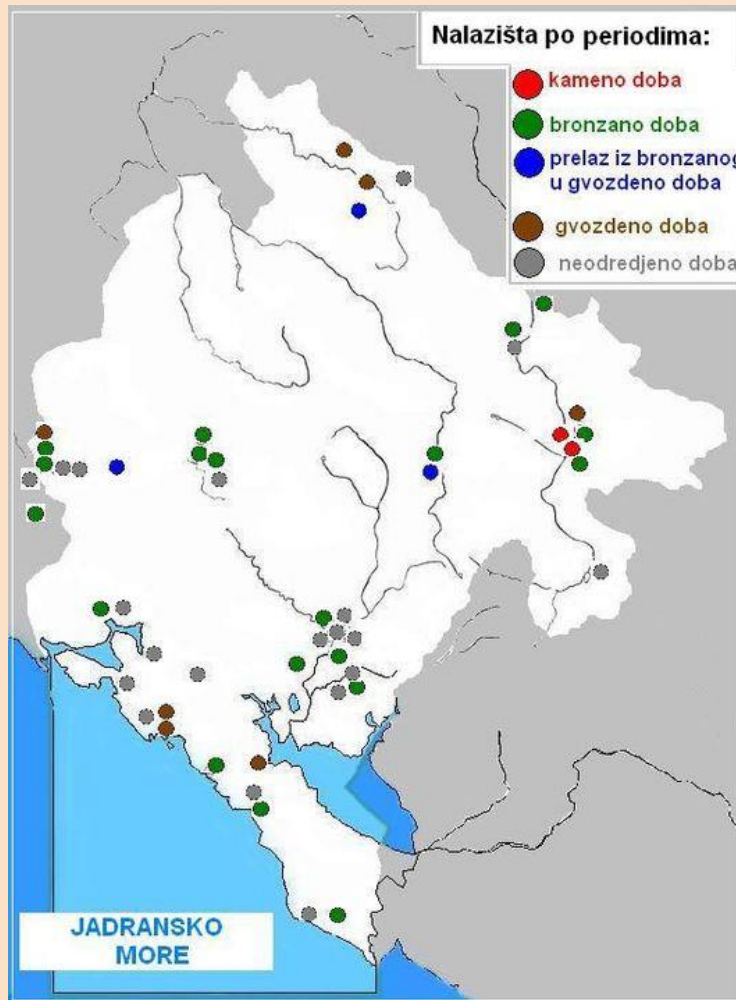 Nalazišta po periodima:
kameno doba
bronzano doba
prelaz iz bronzanog
u gvozdeno doba
gvozdeno doba
neodredjeno doba
JADRANSKO
MORE